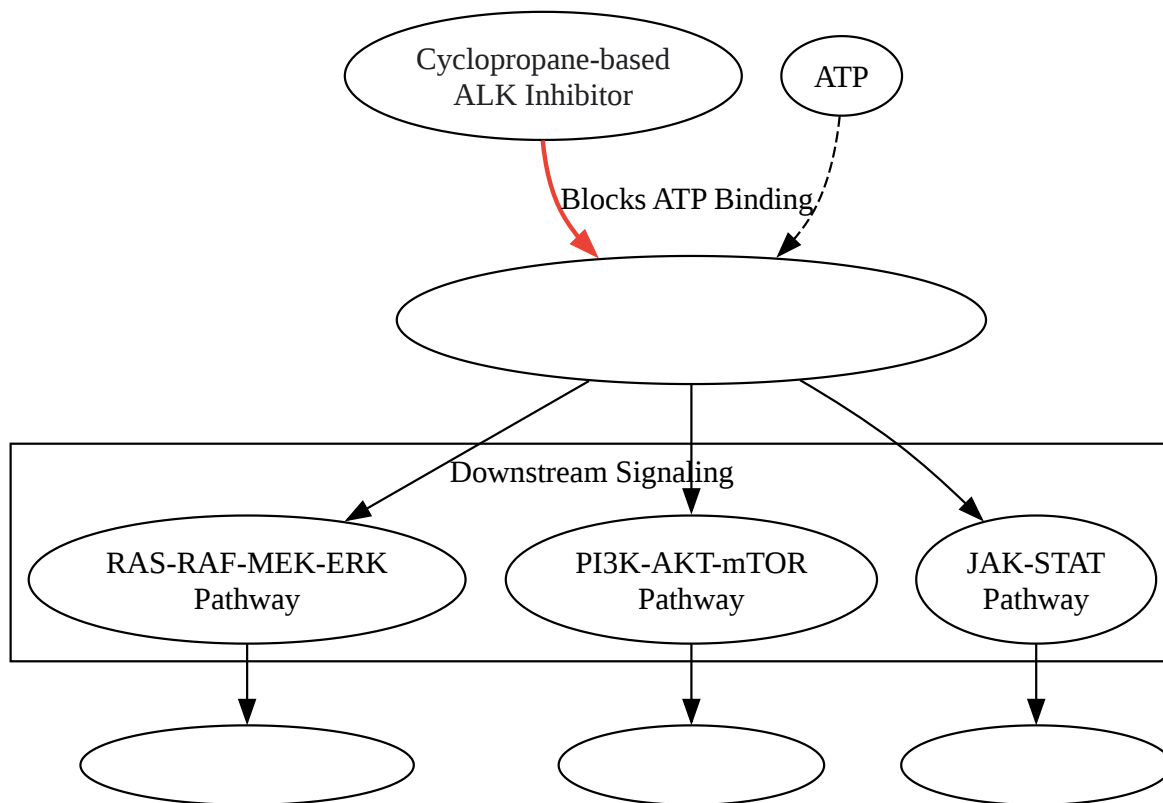 Cyclopropane-based
ALK Inhibitor
ATP
Blocks ATP Binding
Downstream Signaling
RAS-RAF-MEK-ERK
Pathway
PI3K-AKT-mTOR
Pathway
JAK-STAT
Pathway